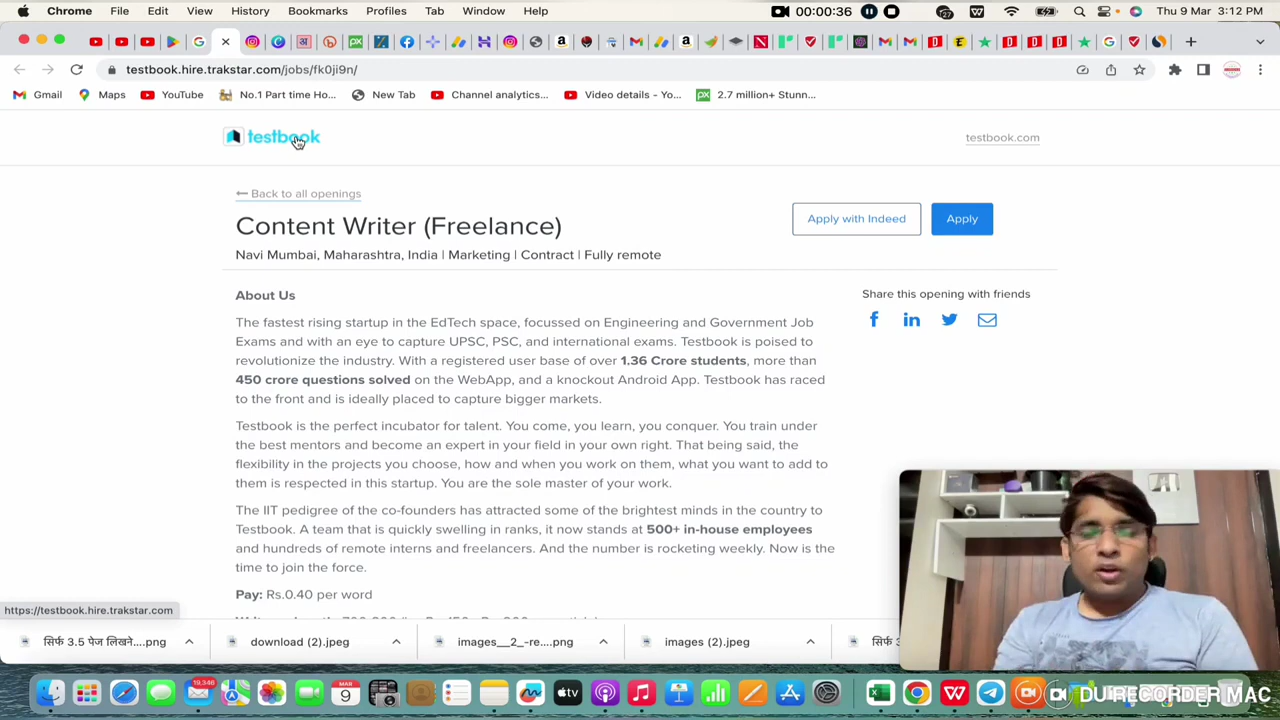 Chrome File Edit View History Bookmarks Profiles Tab Window Help
00:00:36
27
Thu 9 Mar 3:12 PM
testbook.hire.trakstar.com/jobs/fk0ji9n/
Gmail Maps YouTube No.1 Part time Ho... New Tab Channel analytics... Video details - Yo... 2.7 million+ Stunn...
testbook
testbook.com
Back to all openings
Content Writer (Freelance)
Apply with Indeed
Apply
Navi Mumbai, Maharashtra, India | Marketing | Contract | Fully remote
About Us
Share this opening with friends
The fastest rising startup in the EdTech space, focussed on Engineering and Government Job
Exams and with an eye to capture UPSC, PSC, and international exams. Testbook is poised to
revolutionize the industry. With a registered user base of over 1.36 Crore students, more than
450 crore questions solved on the WebApp, and a knockout Android App. Testbook has raced
to the front and is ideally placed to capture bigger markets.
Testbook is the perfect incubator for talent. You come, you learn, you conquer. You train under
the best mentors and become an expert in your field in your own right. That being said, the
flexibility in the projects you choose, how and when you work on them, what you want to add to
them is respected in this startup. You are the sole master of your work.
The IIT pedigree of the co-founders has attracted some of the brightest minds in the country to
Testbook. A team that is quickly swelling in ranks, it now stands at 500+ in-house employees
and hundreds of remote interns and freelancers. And the number is rocketing weekly. Now is the
time to join the force.
Pay: Rs.0.40 per word
https://testbook.hire.trakstar.com
सिर्फ 3.5 पेज लिखने....png
download (2).jpeg
images__2_-re....png
images (2).jpeg
सिर्फ 3
19,346
MAR
9
DU RECORDER MAC